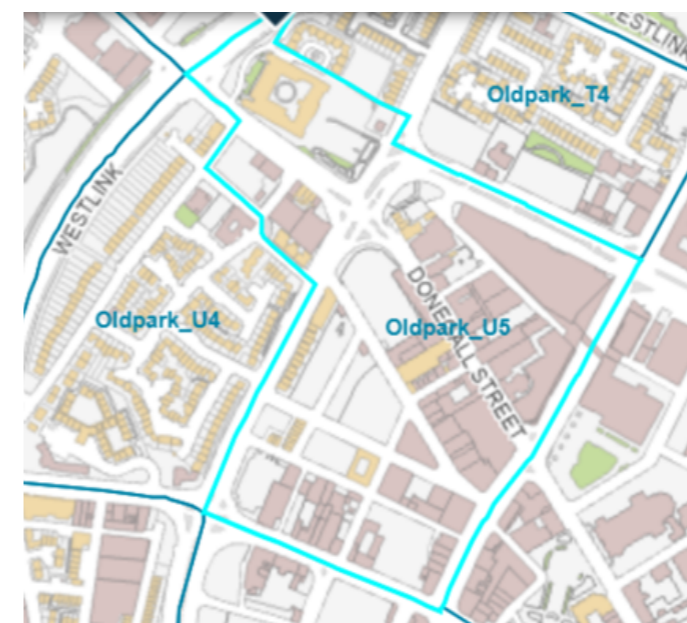 WESTLINK
Oldpark_T4
WESTLINK
Oldpark_U4
Oldpark_U5
DONEGALL STREET